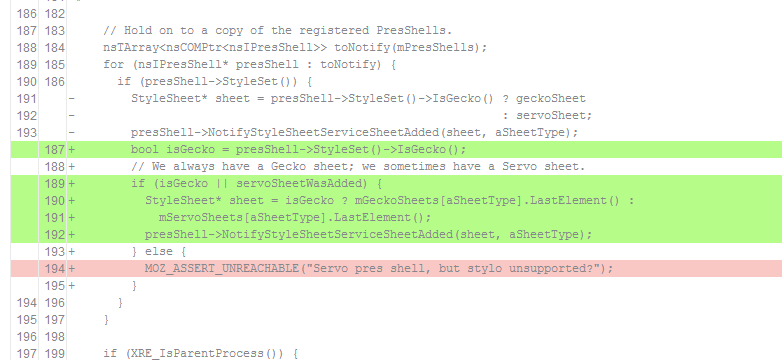 186 182
187 183     // Hold on to a copy of the registered PresShells.
188 184     nsTArray<nsCOMPtr<nsIPresShell>> toNotify(mPresShells);
189 185     for (nsIPresShell* presShell : toNotify) {
190 186       if (presShell->StyleSet()) {
191     -   StyleSheet* sheet = presShell->StyleSet()->IsGecko() ? geckoSheet
192     -                                                        : servoSheet;
193     -   presShell->NotifyStyleSheetServiceSheetAdded(sheet, aSheetType);
    187 +   bool isGecko = presShell->StyleSet()->IsGecko();
    188 +   // We always have a Gecko sheet; we sometimes have a Servo sheet.
    189 +   if (isGecko || servoSheetWasAdded) {
    190 +     StyleSheet* sheet = isGecko ? mGeckoSheets[aSheetType].LastElement() :
    191 +       mServoSheets[aSheetType].LastElement();
    192 +     presShell->NotifyStyleSheetServiceSheetAdded(sheet, aSheetType);
    193 +   } else {
    194 +     MOZ_ASSERT_UNREACHABLE("Servo pres shell, but stylo unsupported?");
    195 +   }
194 196       }
195 197     }
196 198
197 199     if (XRE_IsParentProcess()) {